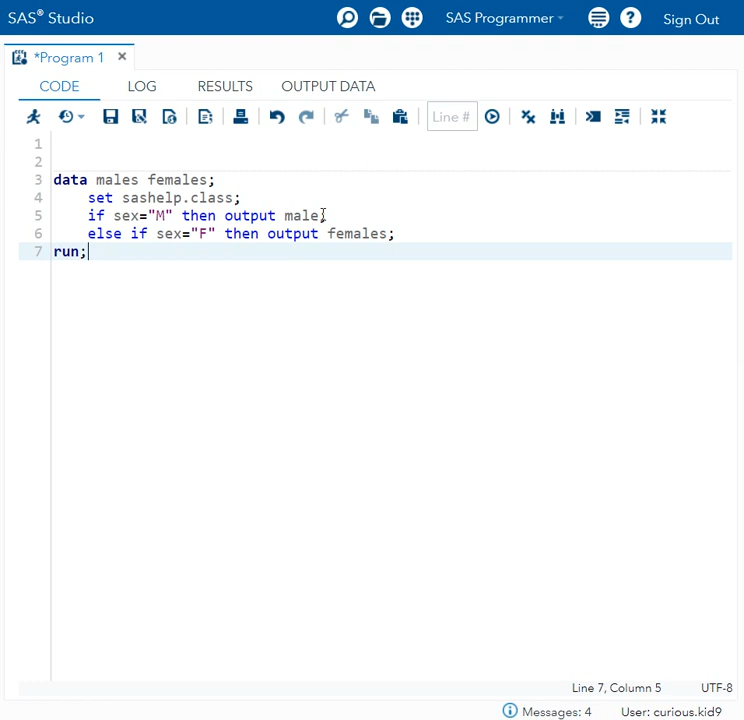 SAS® Studio
SAS Programmer
Sign Out
*Program 1
CODE
LOG
RESULTS
OUTPUT DATA
Line #
1
2
3 data males females;
4 set sashelp.class;
5 if sex="M" then output male;
6 else if sex="F" then output females;
7 run;
Line 7, Column 5
UTF-8
Messages: 4
User: curious.kid9